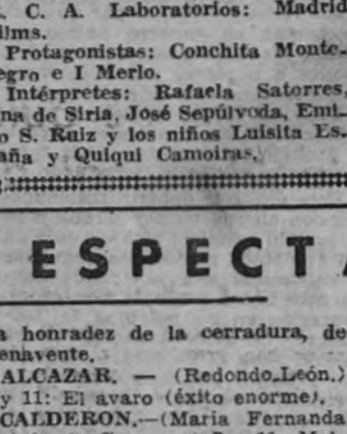 . C. A. Laboratorios: Madrid
ilms.
Protagonistas: Conchita Monte-
egro e I Merlo.
Intérpretes: Rafaela Satorres,
na de Siria, José Sepúlveda, Emi-
o S. Ruiz y los niños Luisita Es-
aña y Quiqui Camoiras.
ESPECTA
a honradez de la cerradura, de
enavente.
ALCAZAR. — (Redondo-León.)
y 11: El avaro (éxito enorme).
CALDERON.—(Maria Fernanda